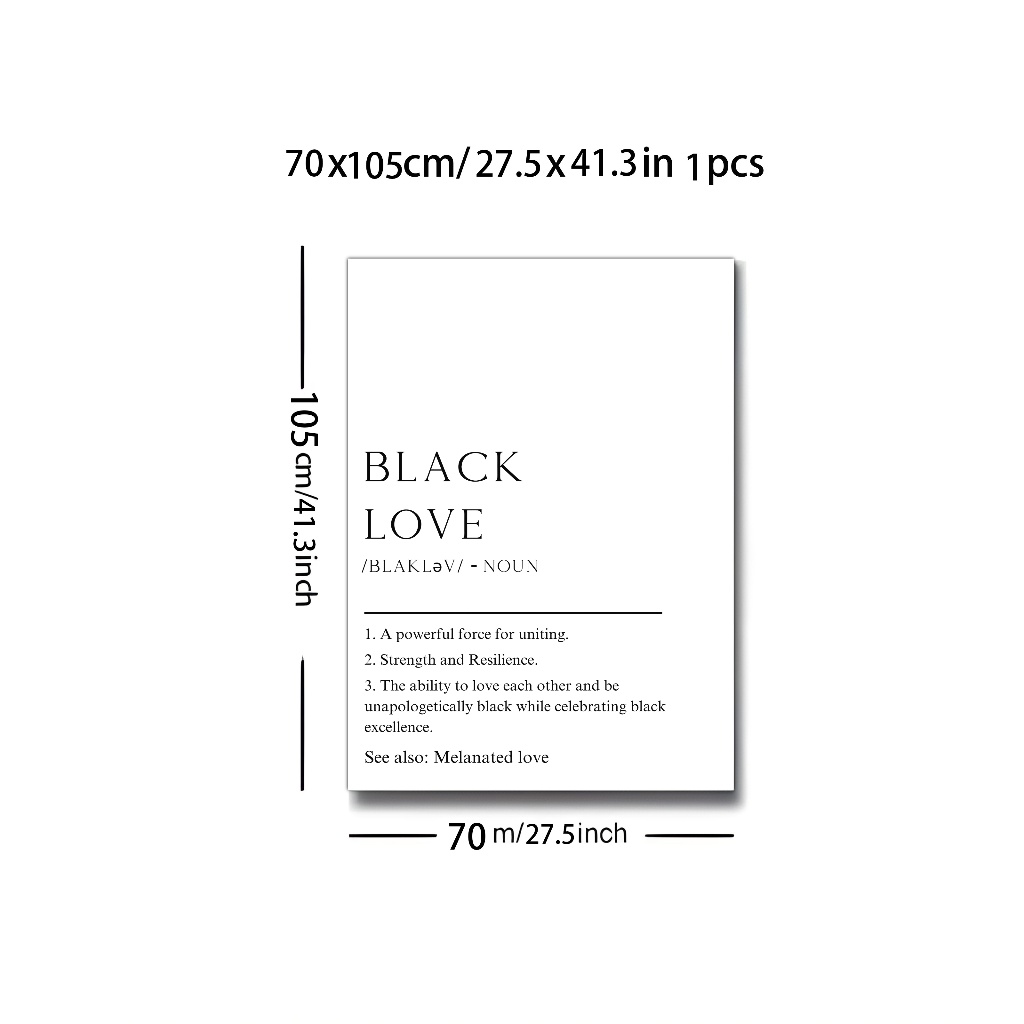 70x105cm/27.5x41.3in 1pcs
105cm/41.3inch
BLACK
LOVE
/BLAKLəV/ - NOUN
1. A powerful force for uniting.
2. Strength and Resilience.
3. The ability to love each other and be
unapologetically black while celebrating black
excellence.
See also: Melanated love
70 m/27.5inch